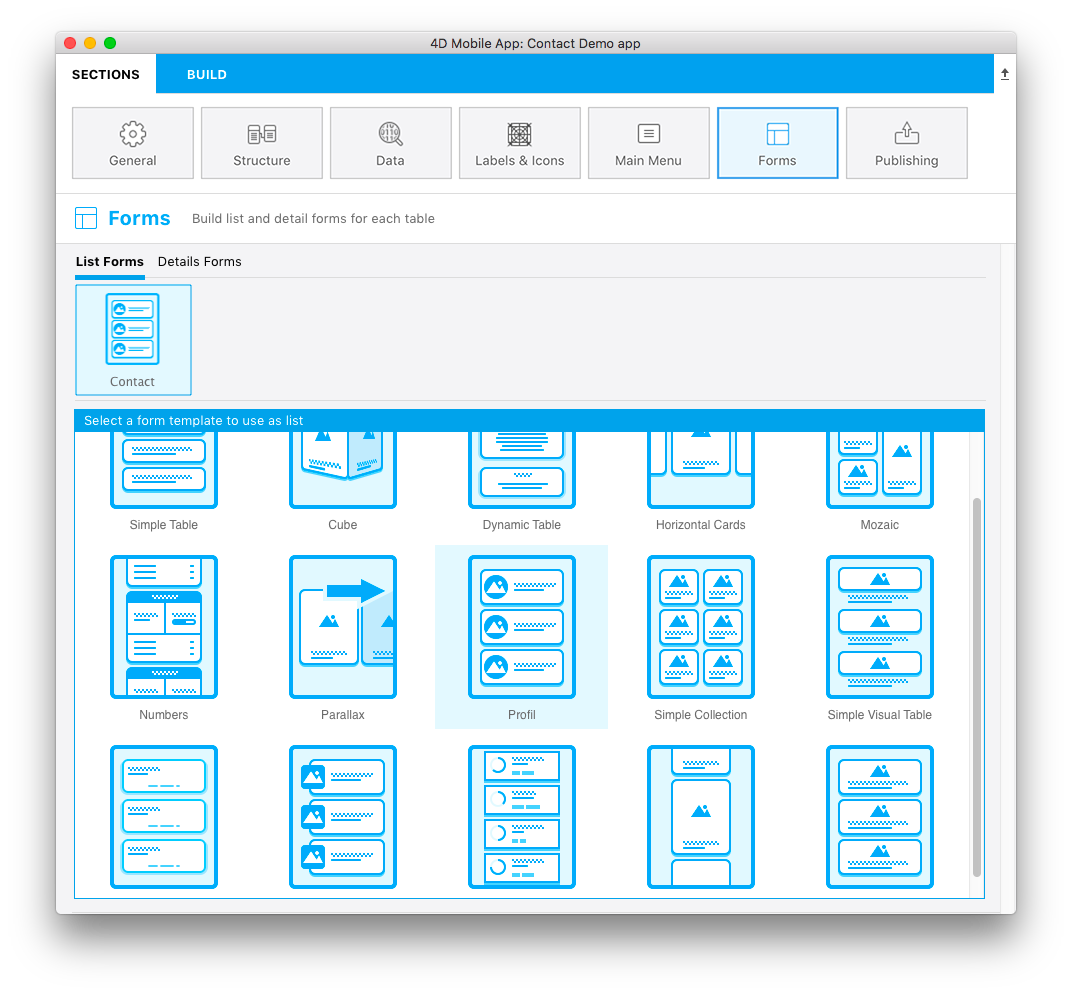 4D Mobile App: Contact Demo app
SECTIONS BUILD
General Structure Data Labels & Icons Main Menu Forms Publishing
Forms Build list and detail forms for each table
List Forms Details Forms
Contact
Select a form template to use as list
Simple Table Cube Dynamic Table Horizontal Cards Mozaic
Numbers Parallax Profil Simple Collection Simple Visual Table